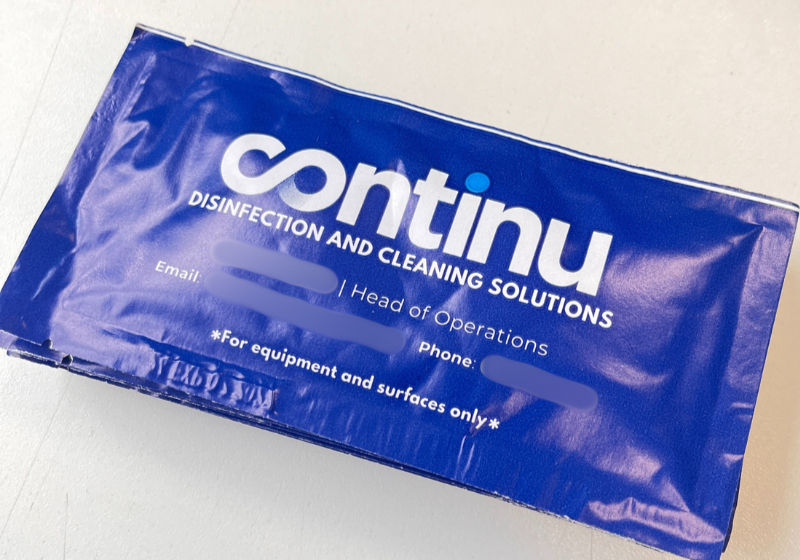 continu
DISINFECTION AND CLEANING SOLUTIONS
| Head of Operations
Email: Phone:
*For equipment and surfaces only*